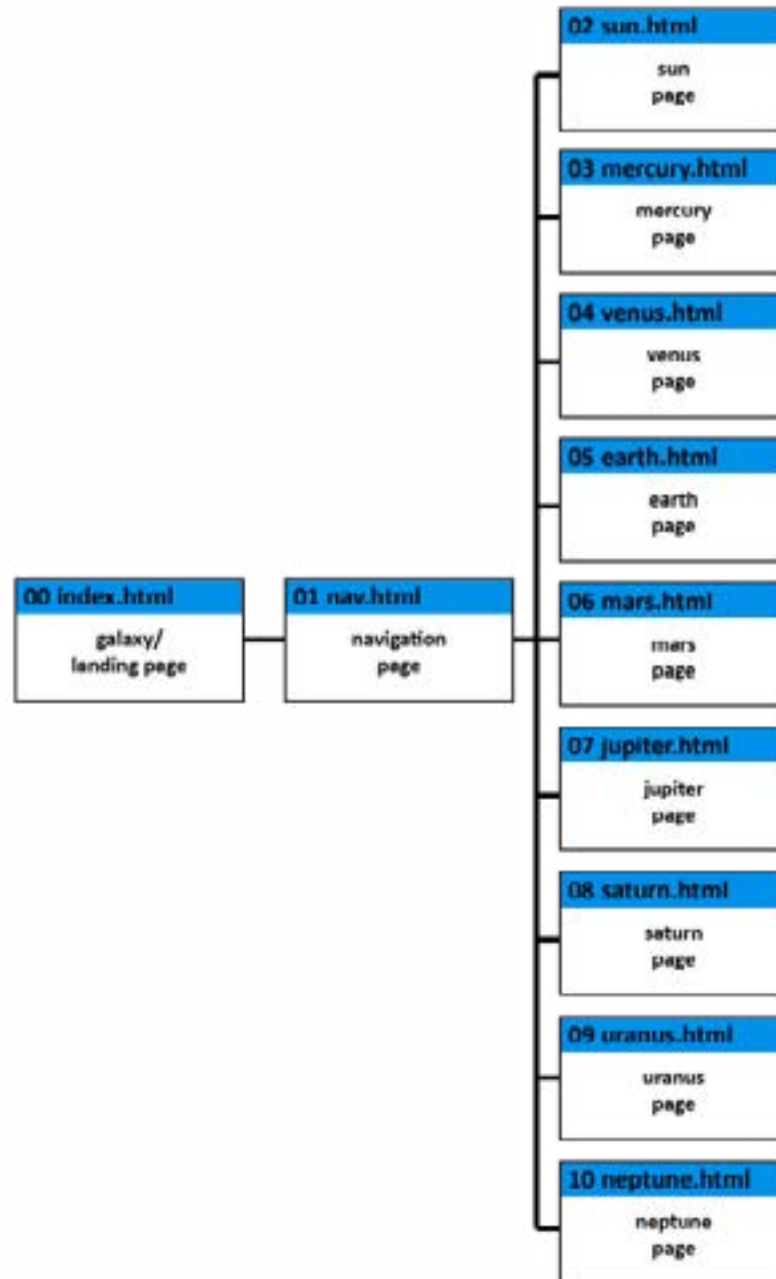 00 index.html
galaxy/
landing page
01 nav.html
navigation
page
02 sun.html
sun
page
03 mercury.html
mercury
page
04 venus.html
venus
page
05 earth.html
earth
page
06 mars.html
mars
page
07 jupiter.html
jupiter
page
08 saturn.html
saturn
page
09 uranus.html
uranus
page
10 neptune.html
neptune
page